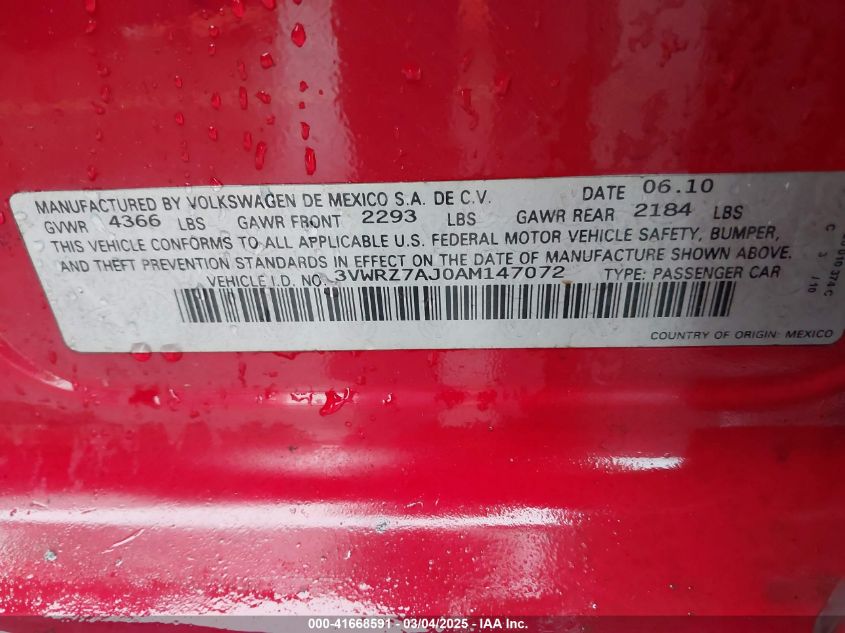 MANUFACTURED BY VOLKSWAGEN DE MEXICO S.A. DE C.V. DATE 06.10
GVWR 4366 LBS GAWR FRONT 2293 LBS GAWR REAR 2184 LBS
THIS VEHICLE CONFORMS TO ALL APPLICABLE U.S. FEDERAL MOTOR VEHICLE SAFETY, BUMPER,
AND THEFT PREVENTION STANDARDS IN EFFECT ON THE DATE OF MANUFACTURE SHOWN ABOVE.
VEHICLE I.D. NO. 3VWRZ7AJ0AM147072 TYPE: PASSENGER CAR
COUNTRY OF ORIGIN: MEXICO
C 3 /10
000-41668591 - 03/04/2025 - IAA Inc.